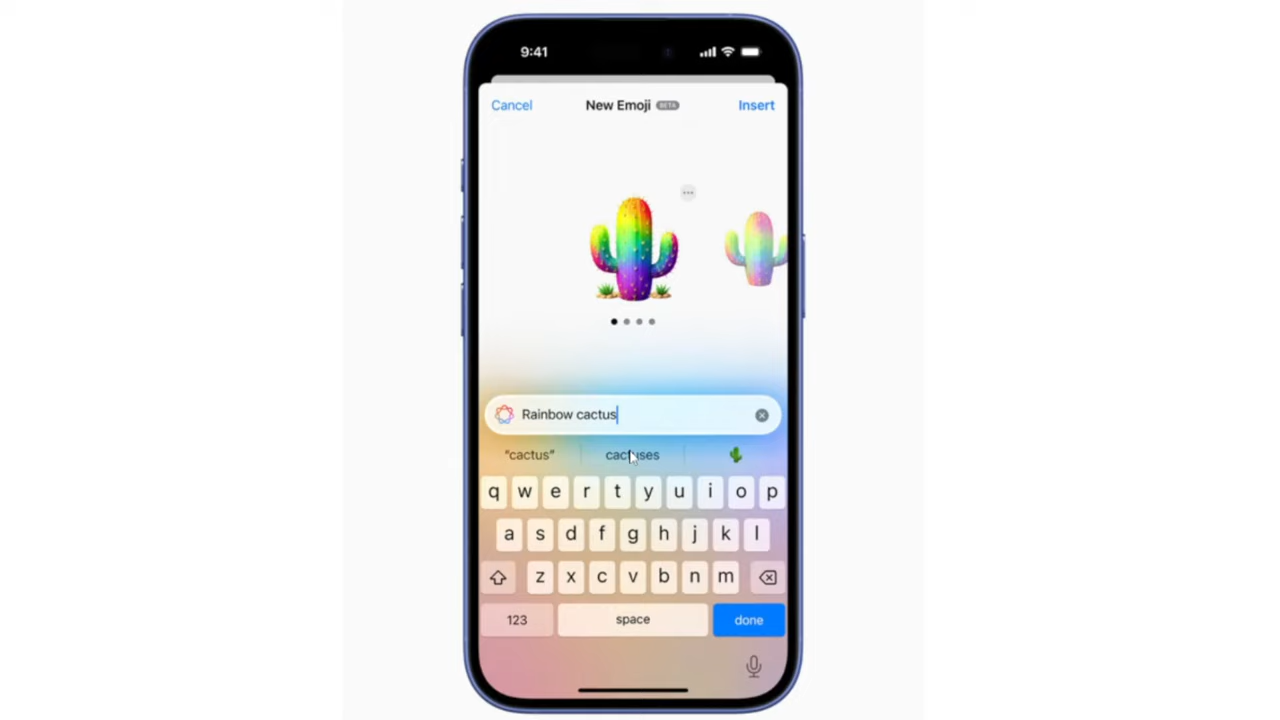 9:41
Cancel New Emoji BETA Insert
Rainbow cactus
“cactus” cactuses
q w e r t y u i o p
a s d f g h j k l
z x c v b n m
123 space done